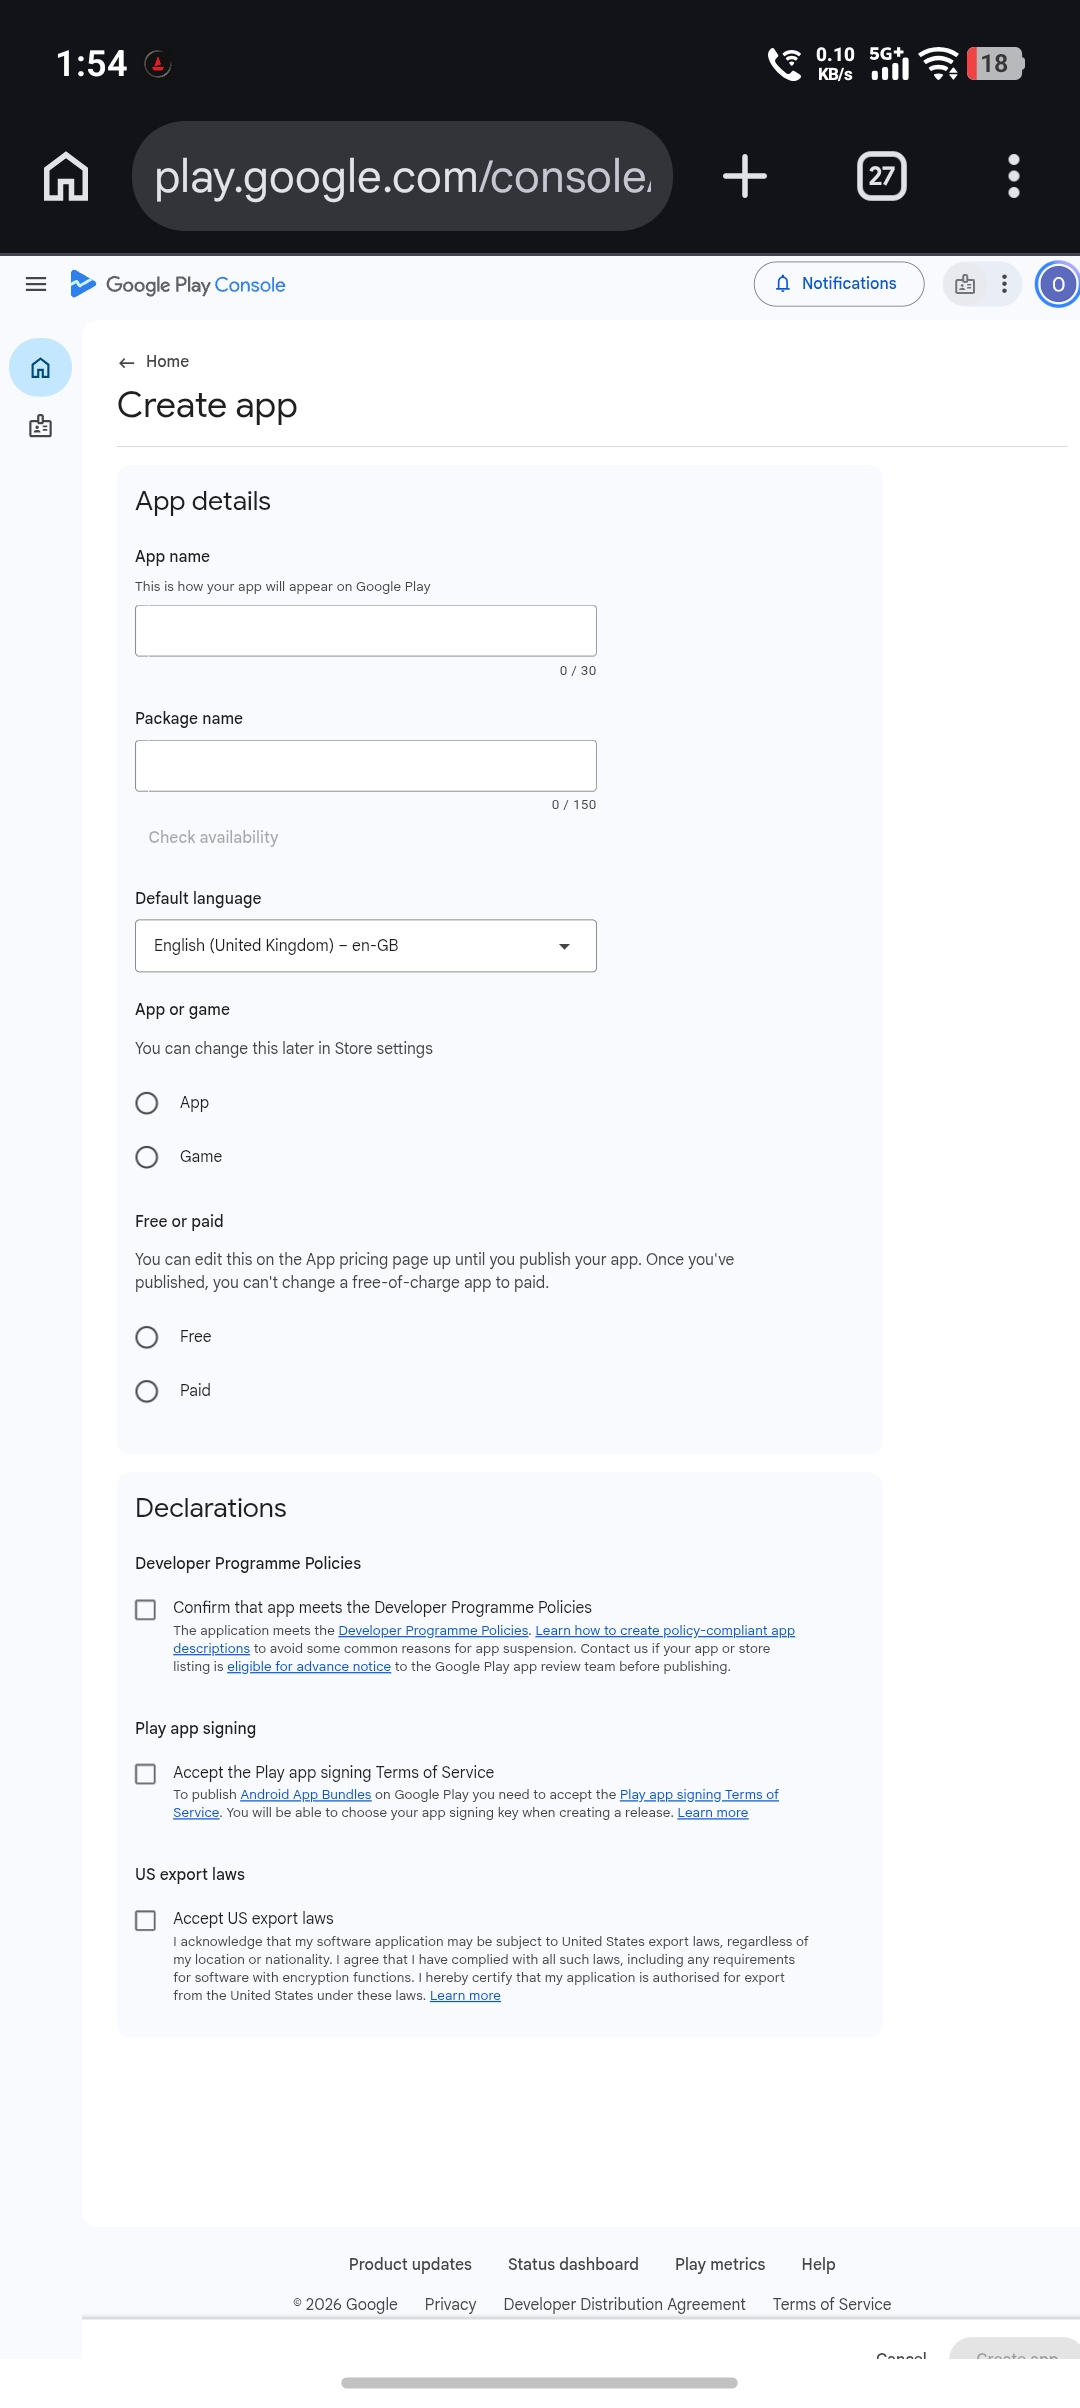 1:54
0.10
KB/s
5G+
18
play.google.com/console/
27
Google Play Console
Notifications
O
Home
Create app
App details
App name
This is how your app will appear on Google Play
0 / 30
Package name
0 / 150
Check availability
Default language
English (United Kingdom) – en-GB
App or game
You can change this later in Store settings
App
Game
Free or paid
You can edit this on the App pricing page up until you publish your app. Once you've
published, you can't change a free-of-charge app to paid.
Free
Paid
Declarations
Developer Programme Policies
Confirm that app meets the Developer Programme Policies
The application meets the Developer Programme Policies. Learn how to create policy-compliant app
descriptions to avoid some common reasons for app suspension. Contact us if your app or store
listing is eligible for advance notice to the Google Play app review team before publishing.
Play app signing
Accept the Play app signing Terms of Service
To publish Android App Bundles on Google Play you need to accept the Play app signing Terms of
Service. You will be able to choose your app signing key when creating a release. Learn more
US export laws
Accept US export laws
I acknowledge that my software application may be subject to United States export laws, regardless of
my location or nationality. I agree that I have complied with all such laws, including any requirements
for software with encryption functions. I hereby certify that my application is authorised for export
from the United States under these laws. Learn more
Product updates Status dashboard Play metrics Help
© 2026 Google Privacy Developer Distribution Agreement Terms of Service
Cancel Create app